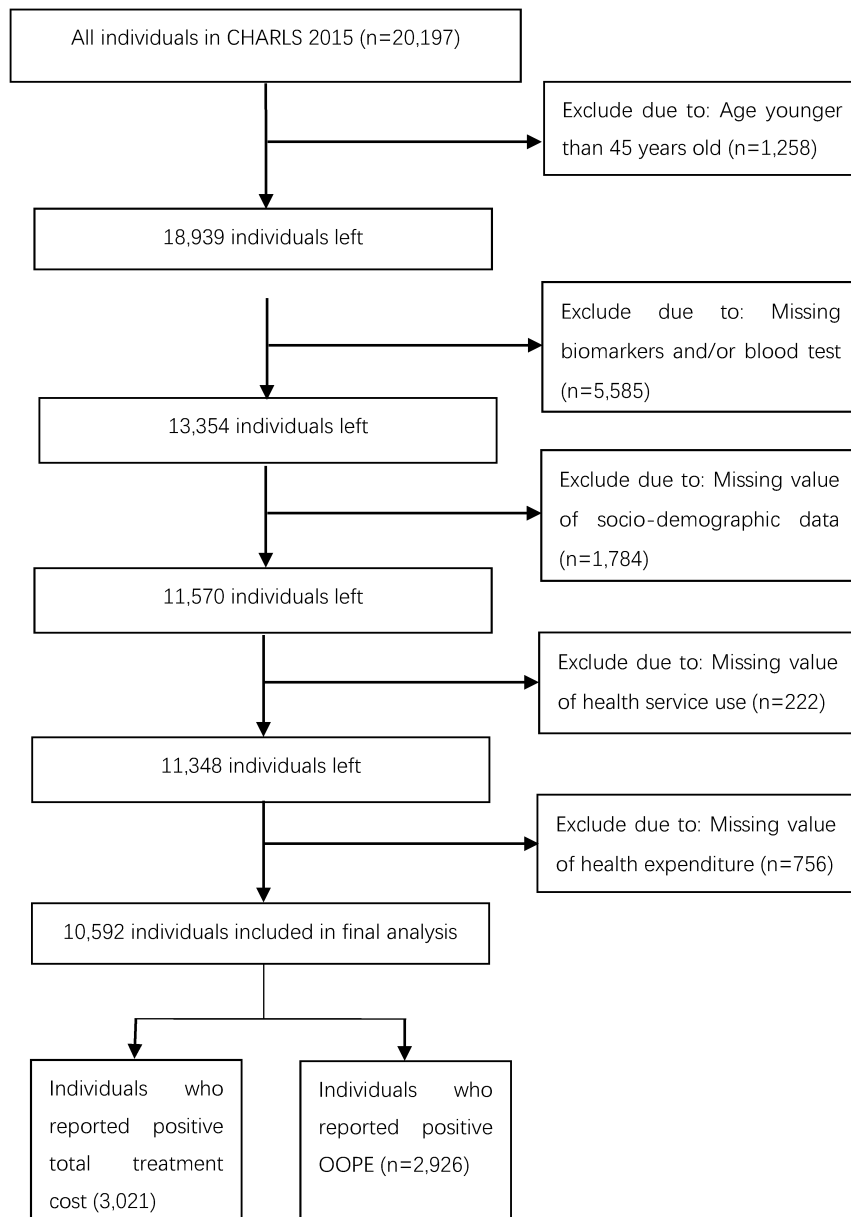 All individuals in CHARLS 2015 (n=20,197)
Exclude due to: Age younger
than 45 years old (n=1,258)
18,939 individuals left
Exclude due to: Missing
biomarkers and/or blood test
(n=5,585)
13,354 individuals left
Exclude due to: Missing value
of socio-demographic data
(n=1,784)
11,570 individuals left
Exclude due to: Missing value
of health service use (n=222)
11,348 individuals left
Exclude due to: Missing value
of health expenditure (n=756)
10,592 individuals included in final analysis
Individuals who
reported positive
total treatment
cost (3,021)
Individuals who
reported positive
OOPE (n=2,926)